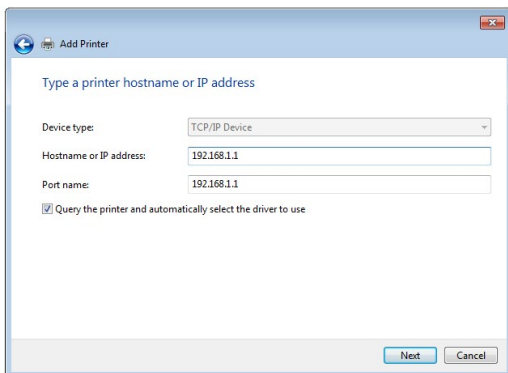 Add Printer
Type a printer hostname or IP address
Device type: TCP/IP Device
Hostname or IP address: 192.168.1.1
Port name: 192.168.1.1
Query the printer and automatically select the driver to use
Next Cancel